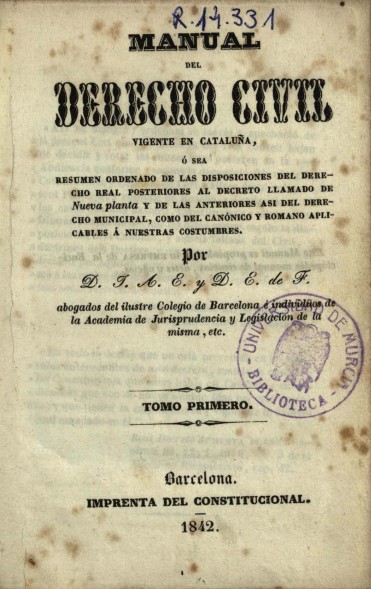 R.14.331
MANUAL
DEL
DERECHO CIVIL
VIGENTE EN CATALUÑA,
Ó SEA
RESUMEN ORDENADO DE LAS DISPOSICIONES DEL DERE-
CHO REAL POSTERIORES AL DECRETO LLAMADO DE
Nueva planta Y DE LAS ANTERIORES ASI DEL DERE-
CHO MUNICIPAL, COMO DEL CANÓNICO Y ROMANO APLI-
CABLES Á NUESTRAS COSTUMBRES.
Por
D. J. A. E. y D. E. de F.
abogados del ilustre Colegio de Barcelona é individuos de
la Academia de Jurisprudencia y Legislacion de la
misma, etc.
UNIVERSIDAD DE MURCIA
- BIBLIOTECA -
TOMO PRIMERO.
Barcelona.
IMPRENTA DEL CONSTITUCIONAL.
1842.